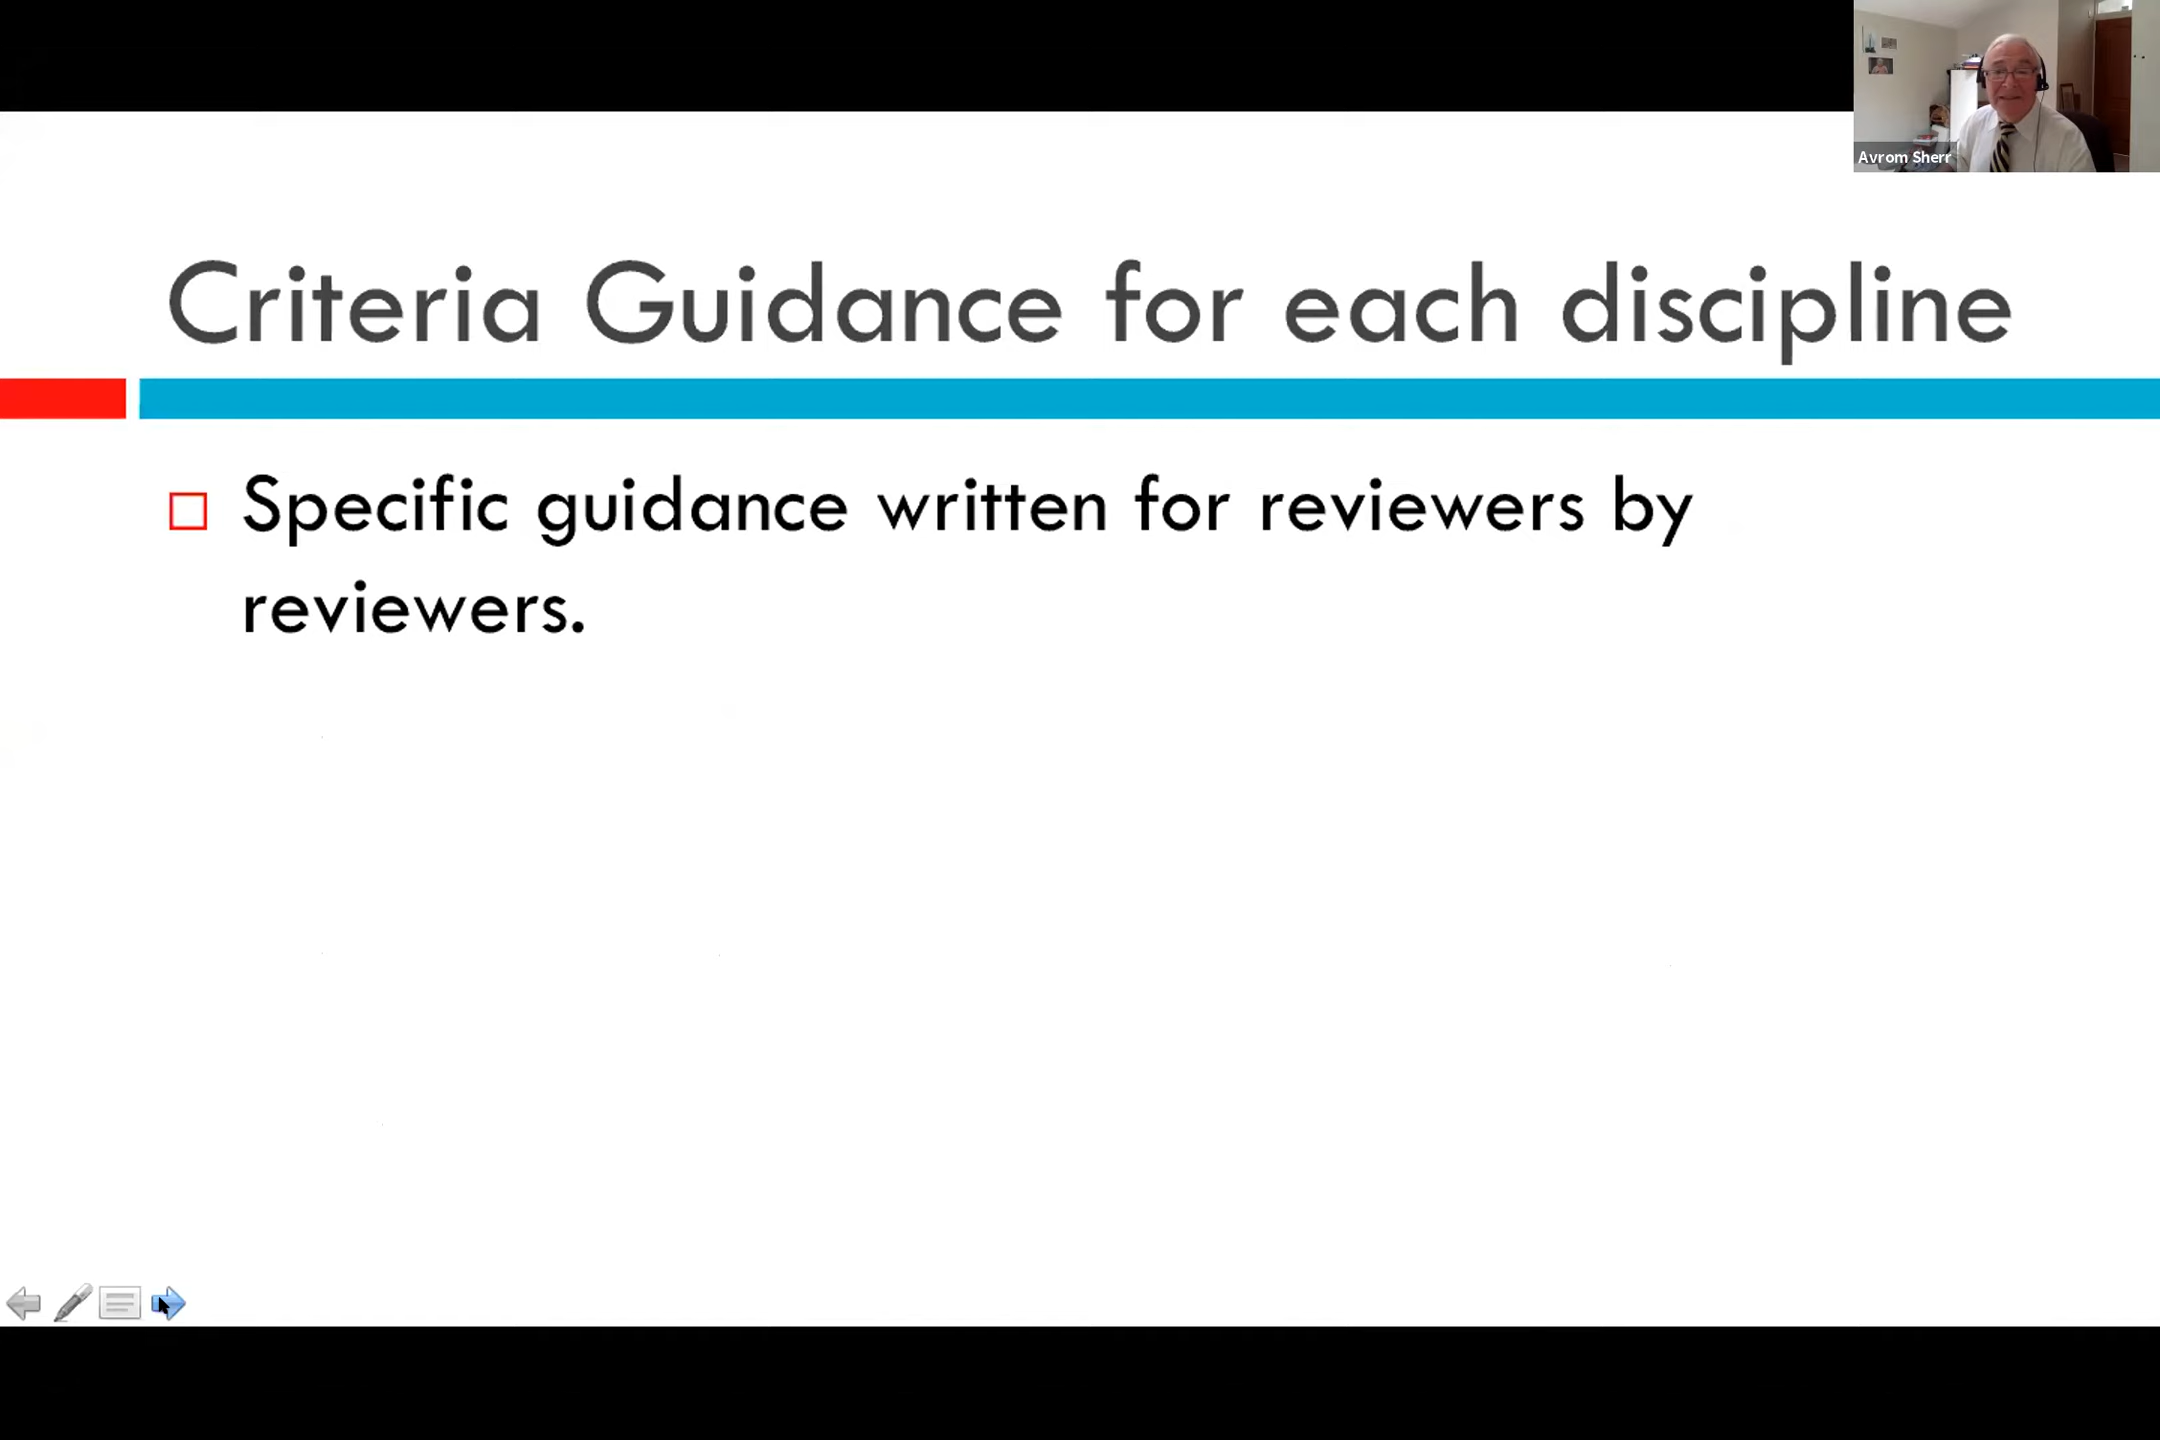 Avrom Sherr
Criteria Guidance for each discipline
Specific guidance written for reviewers by
reviewers.